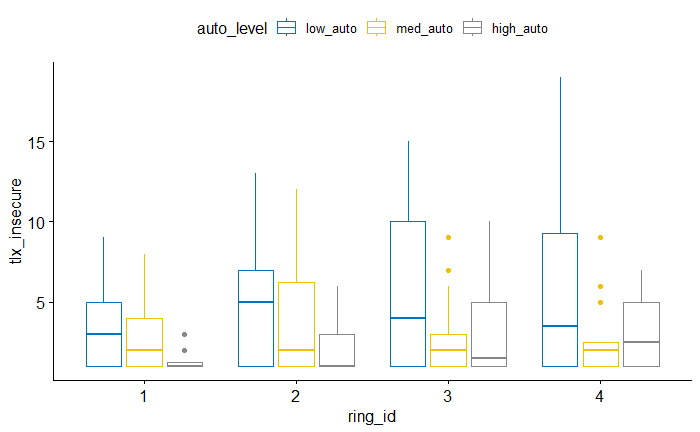 auto_level low_auto med_auto high_auto
tlx_insecure
15
10
5
1 2 3 4
ring_id